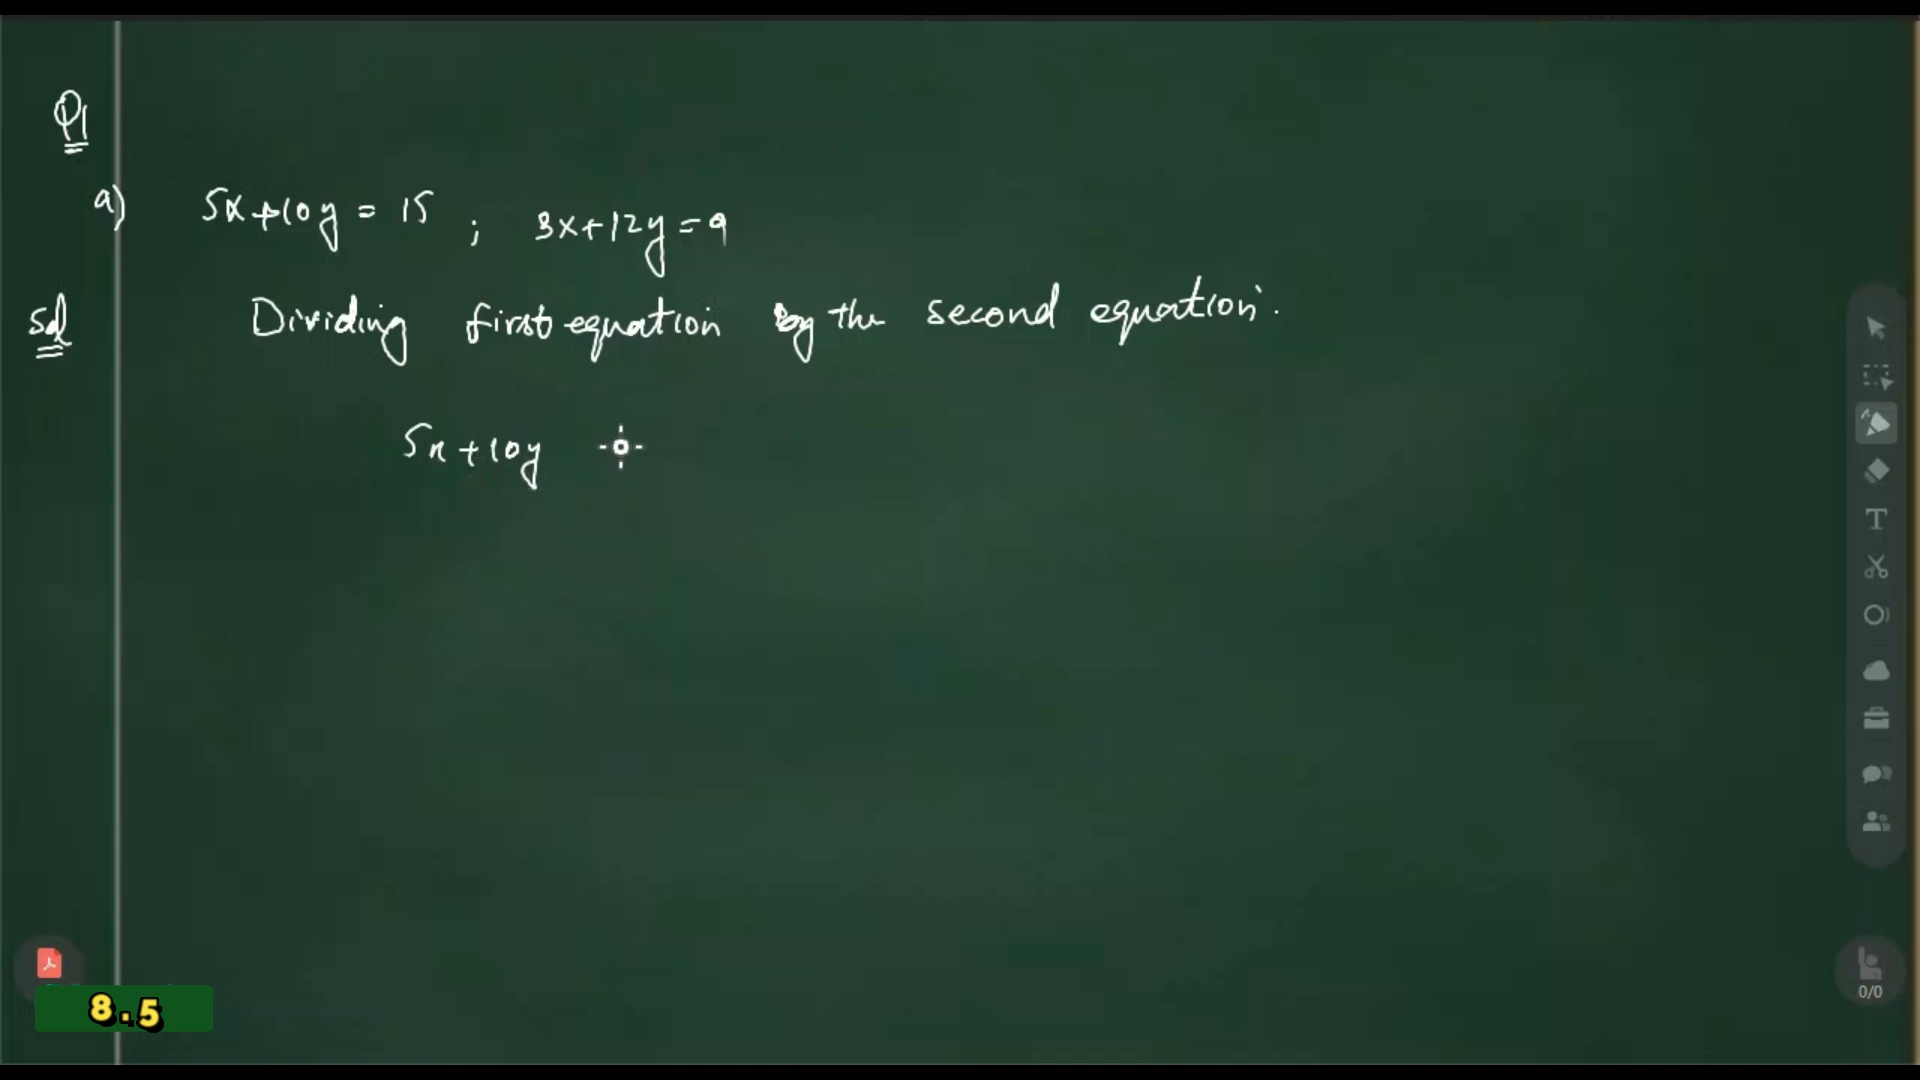 Q1
a) 5x+10y = 15 ; 3x+12y=9
Sol Dividing first equation by the second equation.
5x+10y
T
0/0
8.5